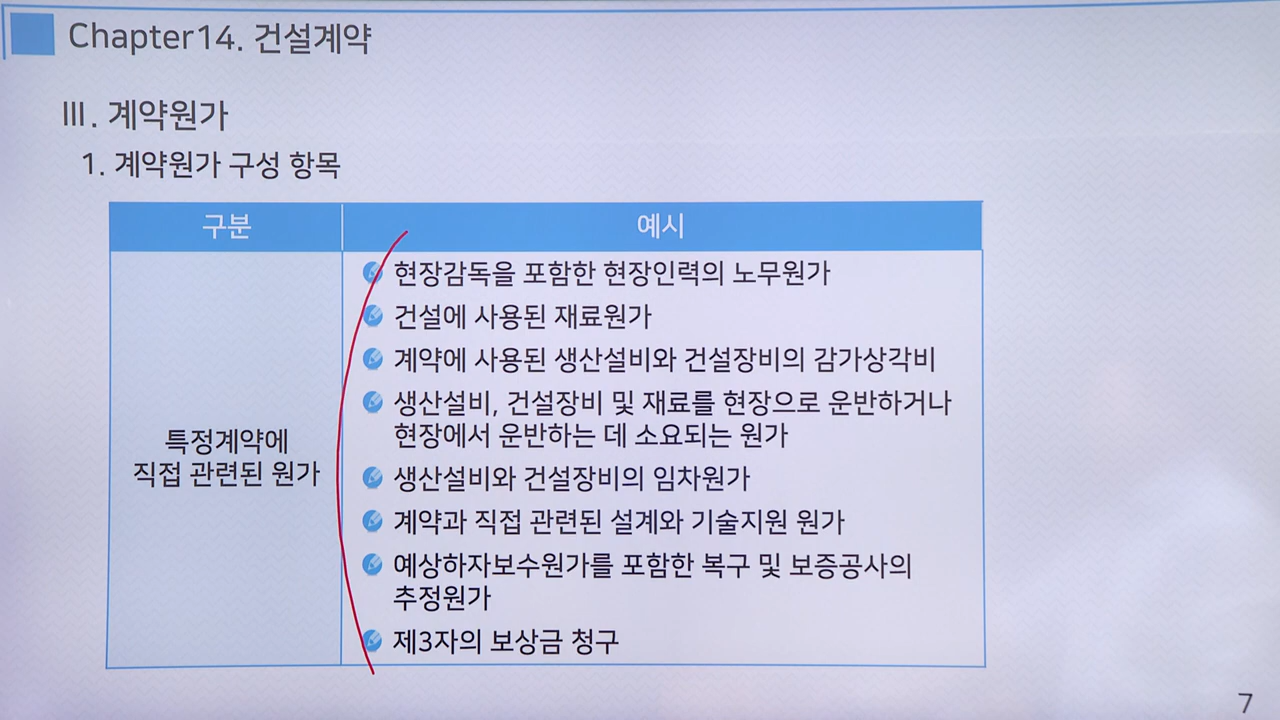 Chapter14. 건설계약
Ⅲ. 계약원가
1. 계약원가 구성 항목
구분
예시
특정계약에
직접 관련된 원가
현장감독을 포함한 현장인력의 노무원가
건설에 사용된 재료원가
계약에 사용된 생산설비와 건설장비의 감가상각비
생산설비, 건설장비 및 재료를 현장으로 운반하거나
현장에서 운반하는 데 소요되는 원가
생산설비와 건설장비의 임차원가
계약과 직접 관련된 설계와 기술지원 원가
예상하자보수원가를 포함한 복구 및 보증공사의
추정원가
제3자의 보상금 청구
7